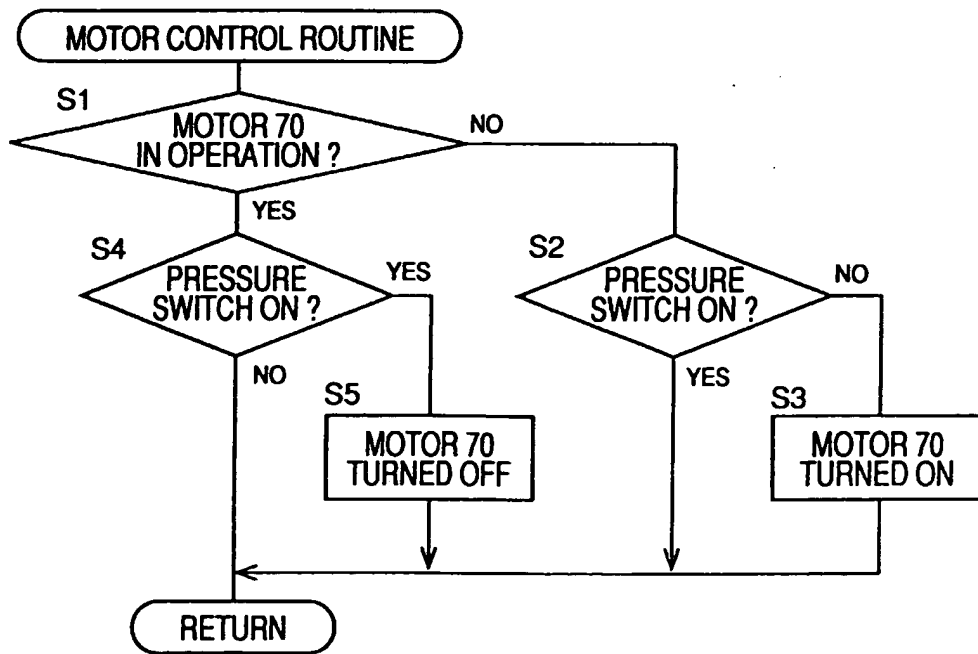 MOTOR CONTROL ROUTINE
S1
MOTOR 70
IN OPERATION ?
NO
YES
S4
PRESSURE
SWITCH ON ?
YES
NO
S2
PRESSURE
SWITCH ON ?
NO
YES
S5
MOTOR 70
TURNED OFF
S3
MOTOR 70
TURNED ON
RETURN